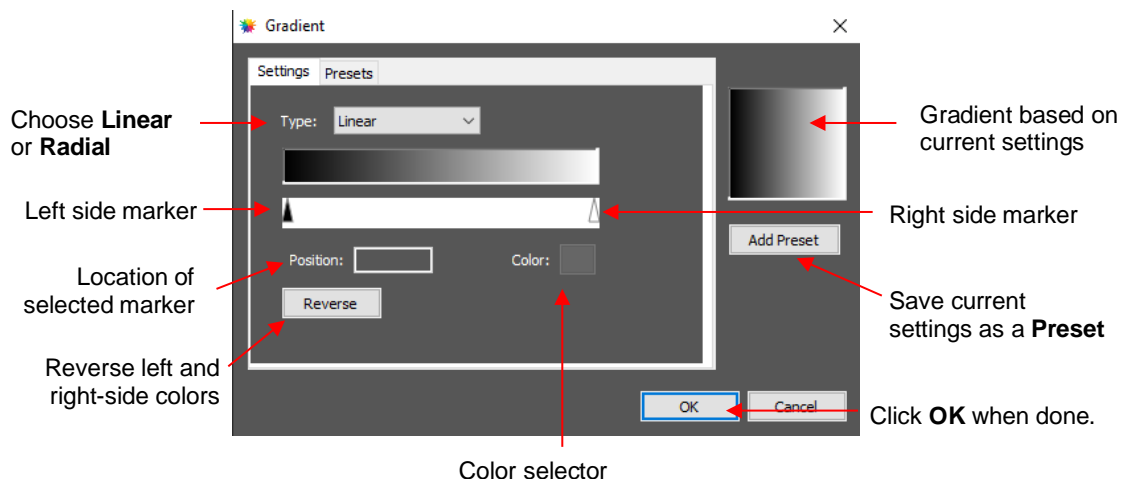 Gradient
Settings Presets
Choose Linear
or Radial
Type: Linear
Gradient based on
current settings
Left side marker
Right side marker
Add Preset
Position:
Color:
Location of
selected marker
Reverse
Save current
settings as a Preset
Reverse left and
right-side colors
OK
Cancel
Click OK when done.
Color selector